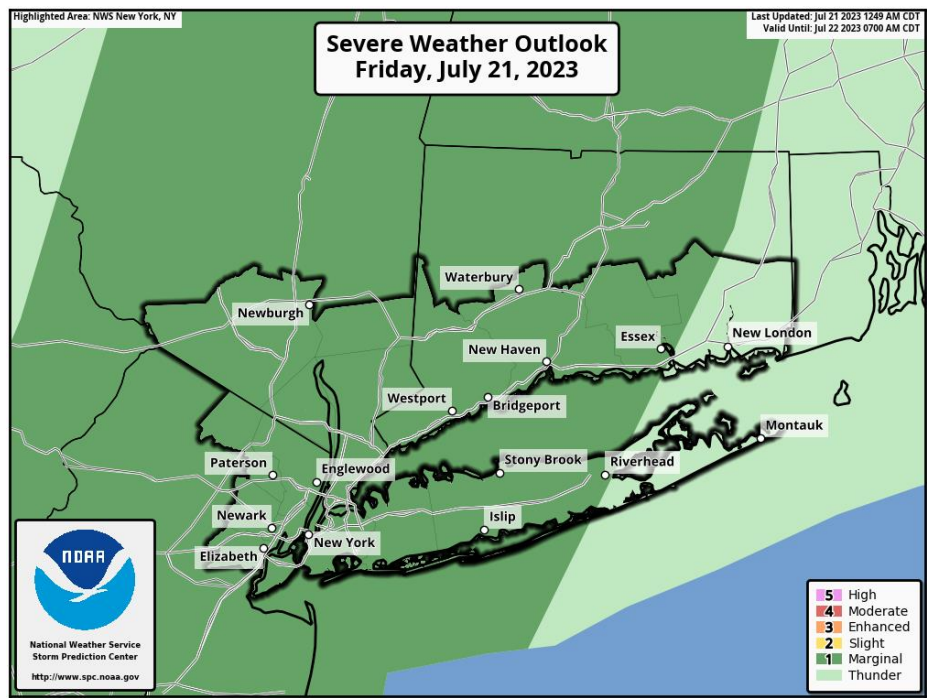 Highlighted Area: NWS New York, NY
Last Updated: Jul 21 2023 1249 AM CDT
Valid Until: Jul 22 2023 0700 AM CDT
Severe Weather Outlook
Friday, July 21, 2023
Waterbury
Newburgh
Essex
New London
New Haven
Westport
Bridgeport
Montauk
Paterson
Englewood
Stony Brook
Riverhead
Newark
Islip
New York
Elizabeth
NOAA
National Weather Service
Storm Prediction Center
http://www.spc.noaa.gov
5 High
4 Moderate
3 Enhanced
2 Slight
1 Marginal
Thunder